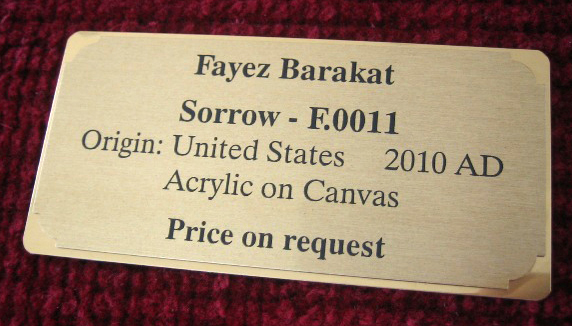 Fayez Barakat
Sorrow - F.0011
Origin: United States 2010 AD
Acrylic on Canvas
Price on request